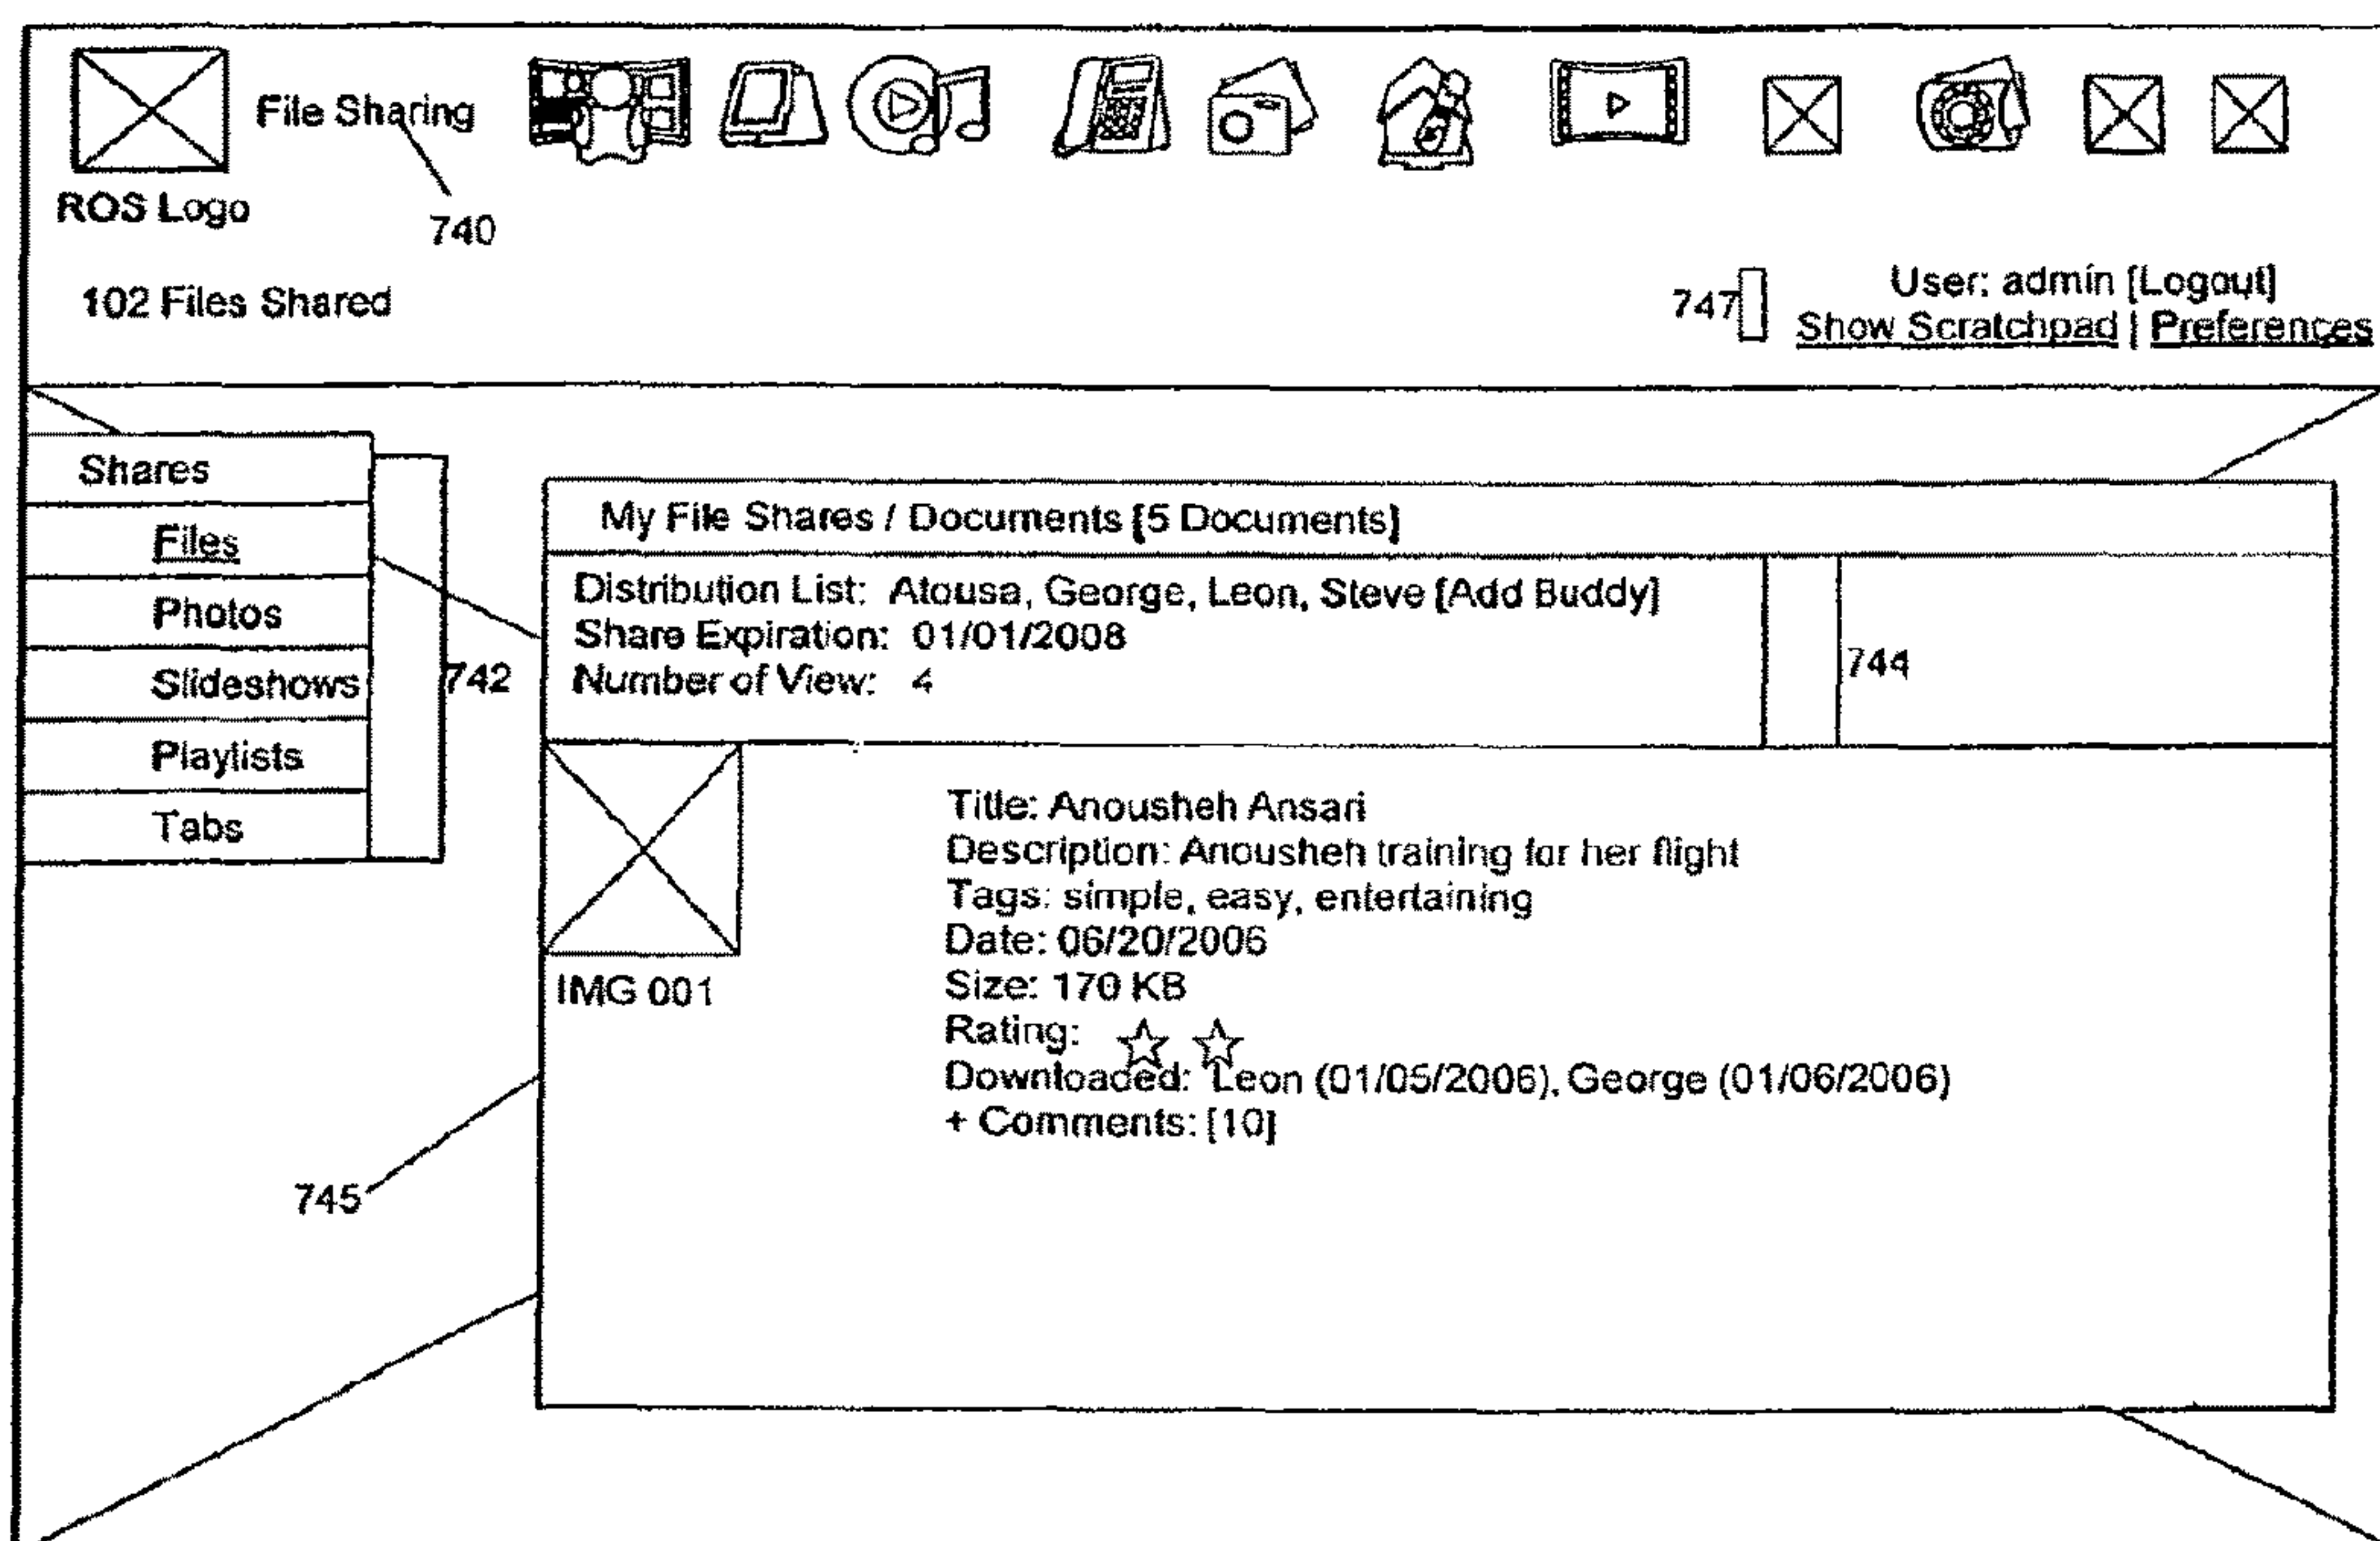 File Sharing
ROS Logo
740
102 Files Shared
747
User: admin [Logout]
Show Scratchpad | Preferences
Shares
Files
Photos
Slideshows
Playlists
Tabs
742
My File Shares / Documents [5 Documents]
Distribution List: Atousa, George, Leon, Steve [Add Buddy]
Share Expiration: 01/01/2008
Number of View: 4
744
IMG 001
Title: Anousheh Ansari
Description: Anousheh training for her flight
Tags: simple, easy, entertaining
Date: 06/20/2006
Size: 170 KB
Rating:
Downloaded: Leon (01/05/2006), George (01/06/2006)
+ Comments: [10]
745